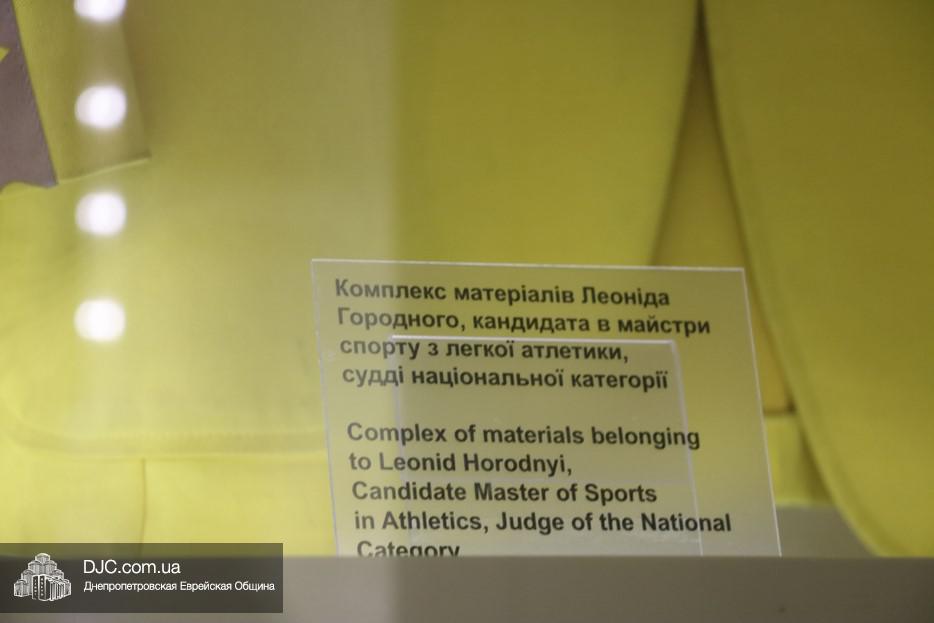 Комплекс матеріалів Леоніда
Городного, кандидата в майстри
спорту з легкої атлетики,
судді національної категорії
Complex of materials belonging
to Leonid Horodnyi,
Candidate Master of Sports
in Athletics, Judge of the National
Category
DJC.com.ua
Днепропетровская Еврейская Община